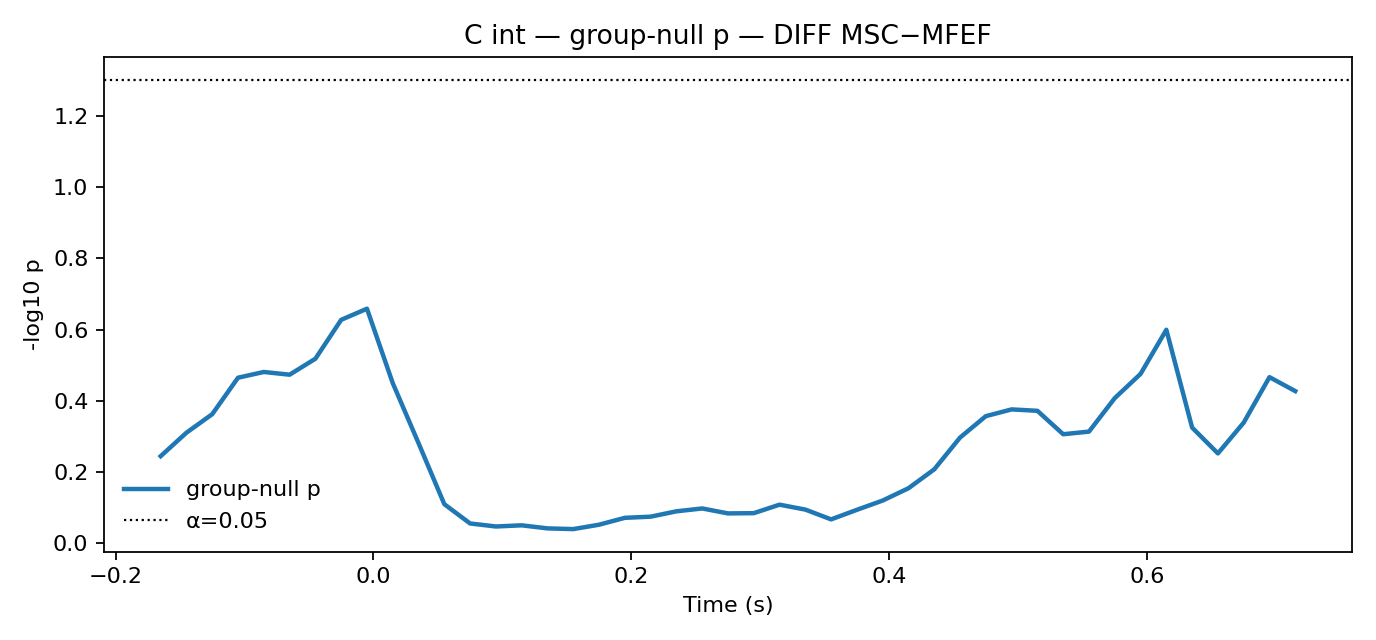 C int — group-null p — DIFF MSC−MFEF
-log10 p
1.2
1.0
0.8
0.6
0.4
0.2
0.0
group-null p
α=0.05
−0.2 0.0 0.2 0.4 0.6
Time (s)